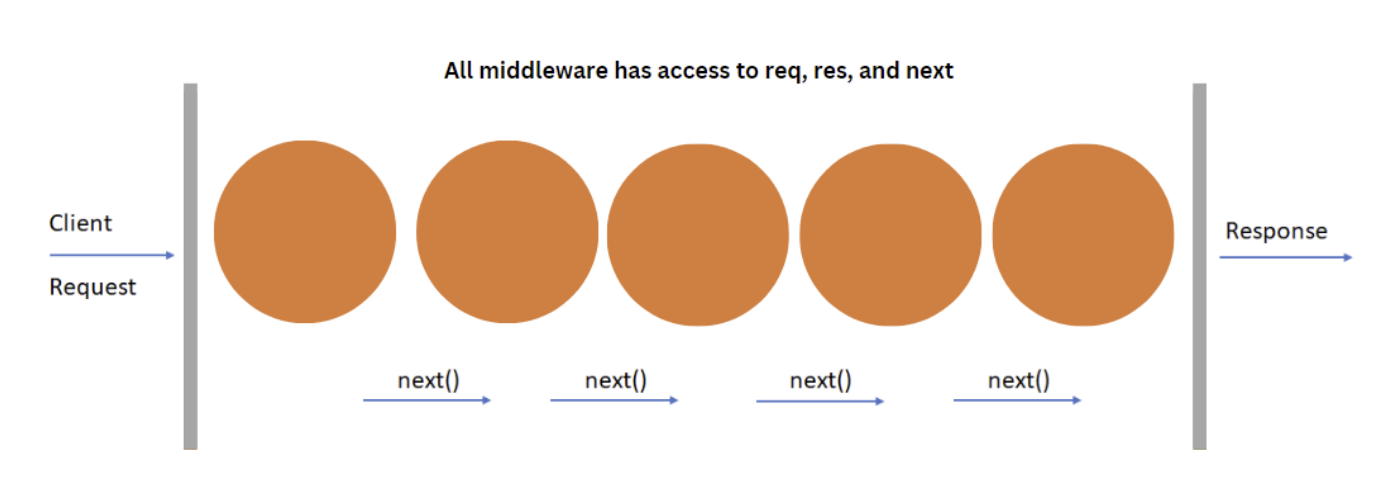 All middleware has access to req, res, and next
Client
Request
Response
next()
next()
next()
next()